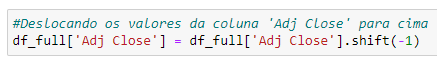 #Deslocando os valores da coluna 'Adj Close' para cima
df_full['Adj Close'] = df_full['Adj Close'].shift(-1)